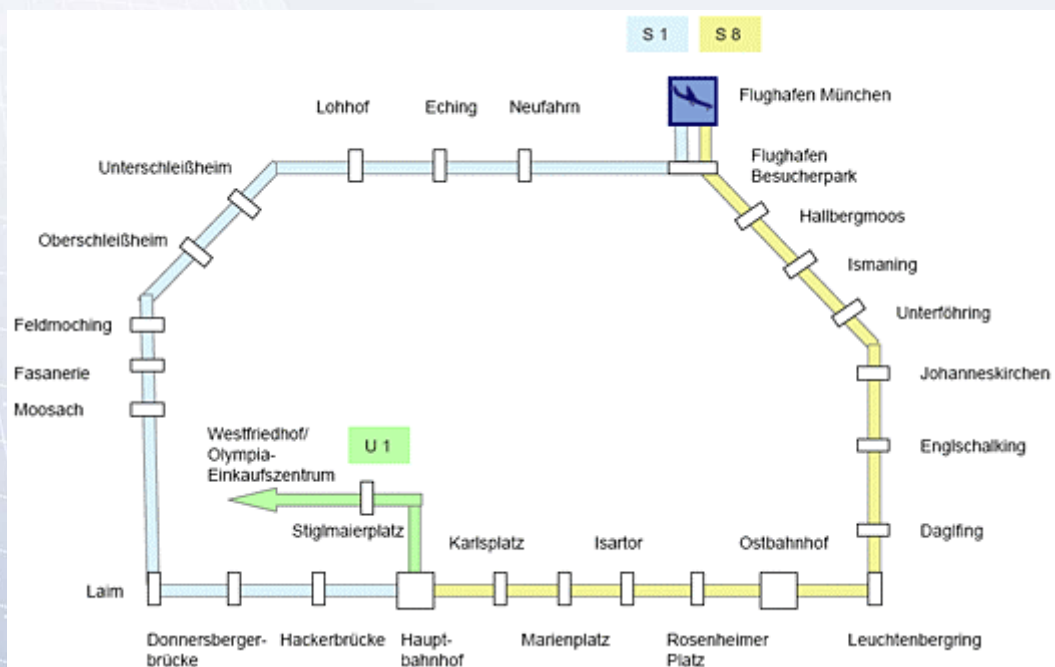 S 1
S 8
Flughafen München
Lohhof
Eching
Neufahrn
Flughafen
Besucherpark
Unterschleißheim
Hallbergmoos
Oberschleißheim
Ismaning
Unterföhring
Feldmoching
Fasanerie
Johanneskirchen
Moosach
Westfriedhof/
Olympia-
Einkaufszentrum
U 1
Englschalking
Stiglmaierplatz
Karlsplatz
Isartor
Ostbahnhof
Daglfing
Laim
Donnersberger-
brücke
Hackerbrücke
Haupt-
bahnhof
Marienplatz
Rosenheimer
Platz
Leuchtenbergring